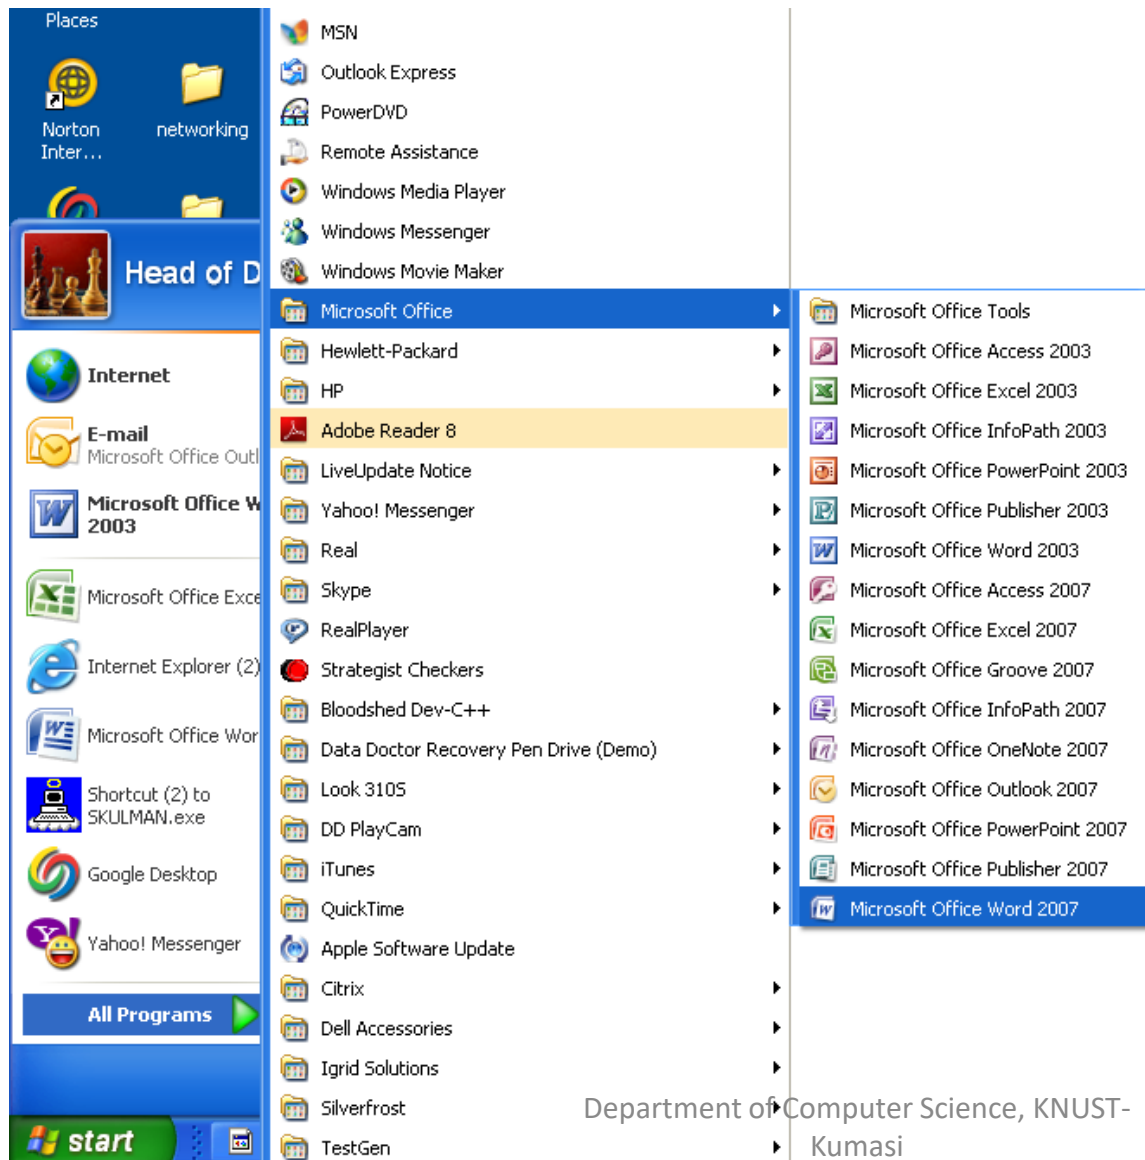 Places
Norton
Inter...
networking
Head of D
Internet
E-mail
Microsoft Office Outl
Microsoft Office W
2003
Microsoft Office Exce
Internet Explorer (2)
Microsoft Office Wor
Shortcut (2) to
SKULMAN.exe
Google Desktop
Yahoo! Messenger
All Programs
start
MSN
Outlook Express
PowerDVD
Remote Assistance
Windows Media Player
Windows Messenger
Windows Movie Maker
Microsoft Office
Hewlett-Packard
HP
Adobe Reader 8
LiveUpdate Notice
Yahoo! Messenger
Real
Skype
RealPlayer
Strategist Checkers
Bloodshed Dev-C++
Data Doctor Recovery Pen Drive (Demo)
Look 310S
DD PlayCam
iTunes
QuickTime
Apple Software Update
Citrix
Dell Accessories
Igrid Solutions
Silverfrost
TestGen
Microsoft Office Tools
Microsoft Office Access 2003
Microsoft Office Excel 2003
Microsoft Office InfoPath 2003
Microsoft Office PowerPoint 2003
Microsoft Office Publisher 2003
Microsoft Office Word 2003
Microsoft Office Access 2007
Microsoft Office Excel 2007
Microsoft Office Groove 2007
Microsoft Office InfoPath 2007
Microsoft Office OneNote 2007
Microsoft Office Outlook 2007
Microsoft Office PowerPoint 2007
Microsoft Office Publisher 2007
Microsoft Office Word 2007
Department of Computer Science, KNUST-
Kumasi